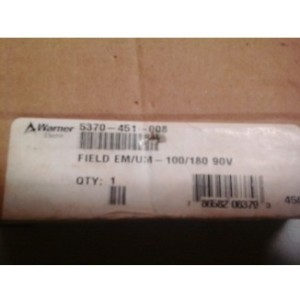 Warner
5370-451-008
FIELD EM/UM-100/180 90V
QTY: 1